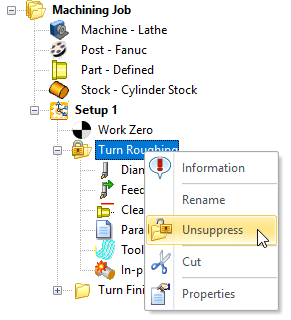 Machining Job
Machine - Lathe
Post - Fanuc
Part - Defined
Stock - Cylinder Stock
Setup 1
Work Zero
Turn Roughing
Diam
Feed
Clea
Para
Tool
In-p
Turn Fini
Information
Rename
Unsuppress
Cut
Properties